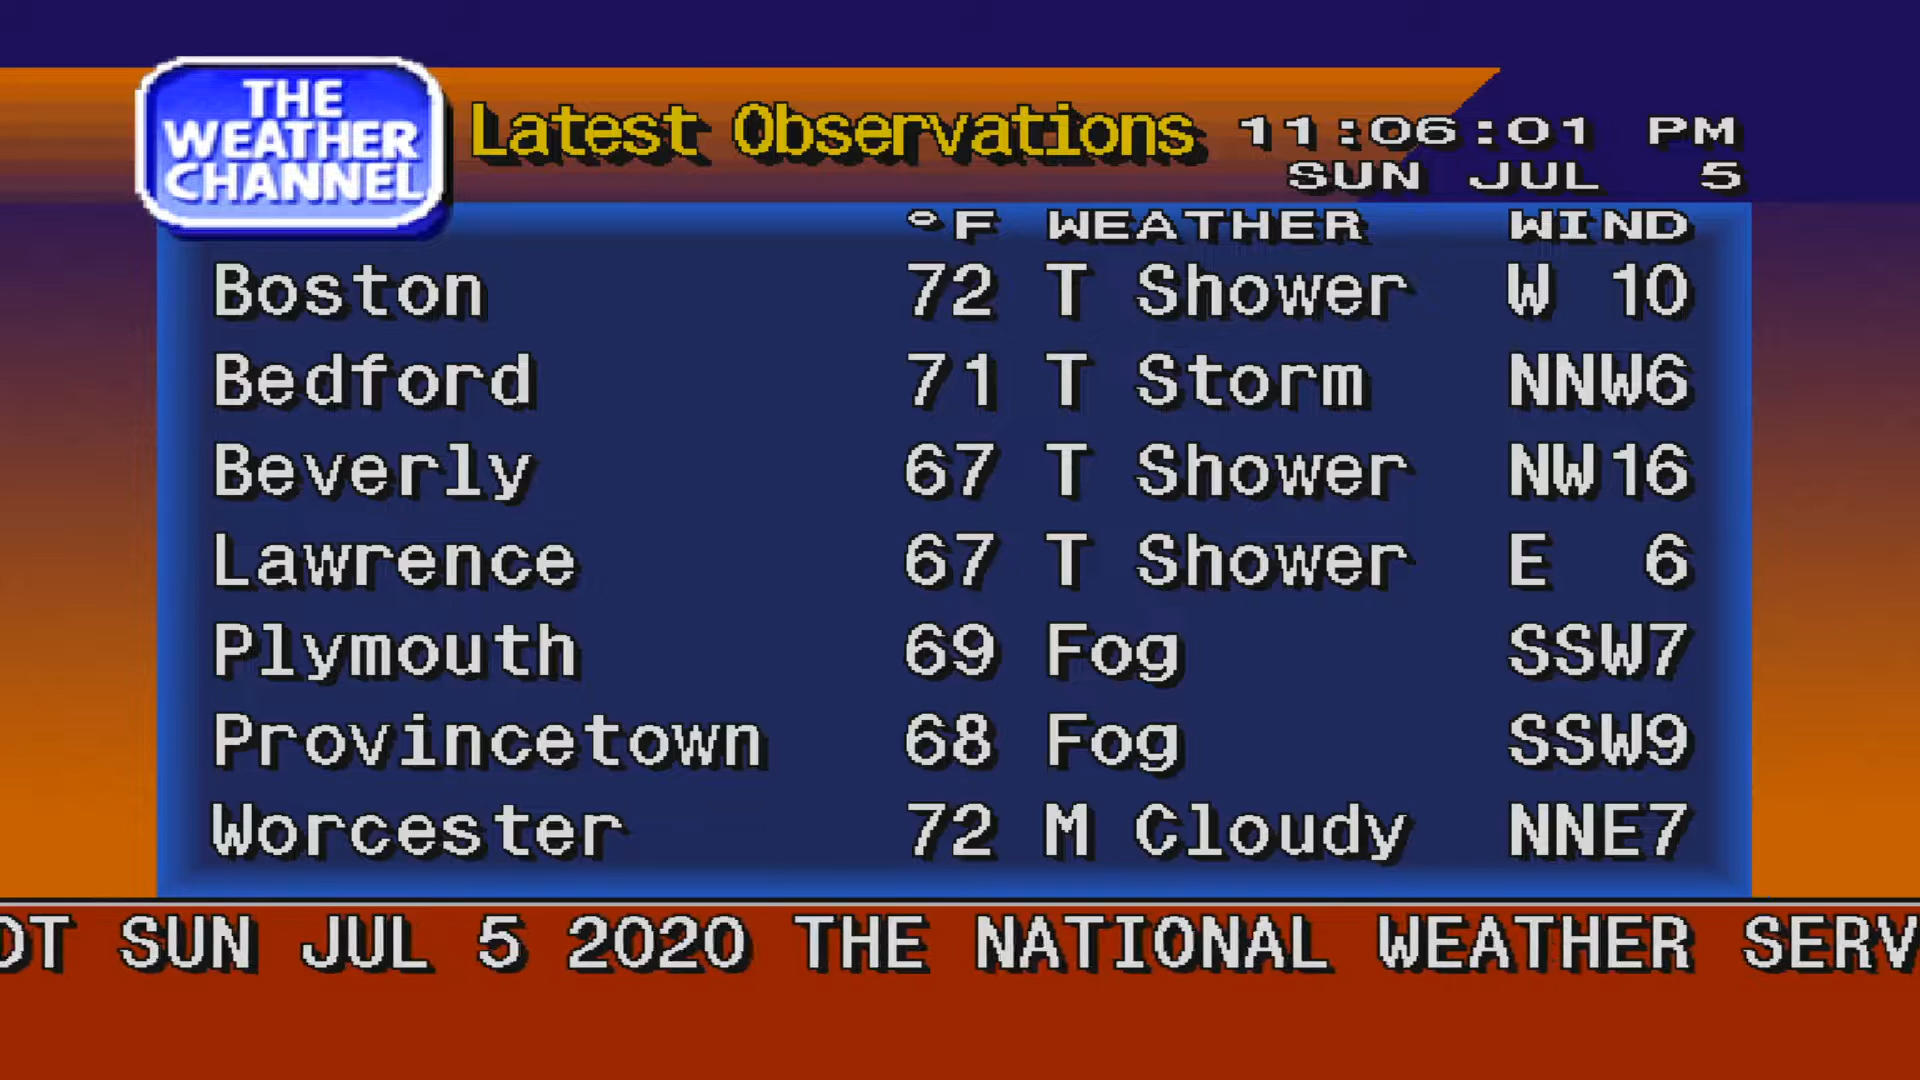 THE
WEATHER
CHANNEL
Latest Observations 11:06:01 PM
SUN JUL 5
°F WEATHER WIND
Boston 72 T Shower W 10
Bedford 71 T Storm NNW6
Beverly 67 T Shower NW16
Lawrence 67 T Shower E 6
Plymouth 69 Fog SSW7
Provincetown 68 Fog SSW9
Worcester 72 M Cloudy NNE7
DT SUN JUL 5 2020 THE NATIONAL WEATHER SERV